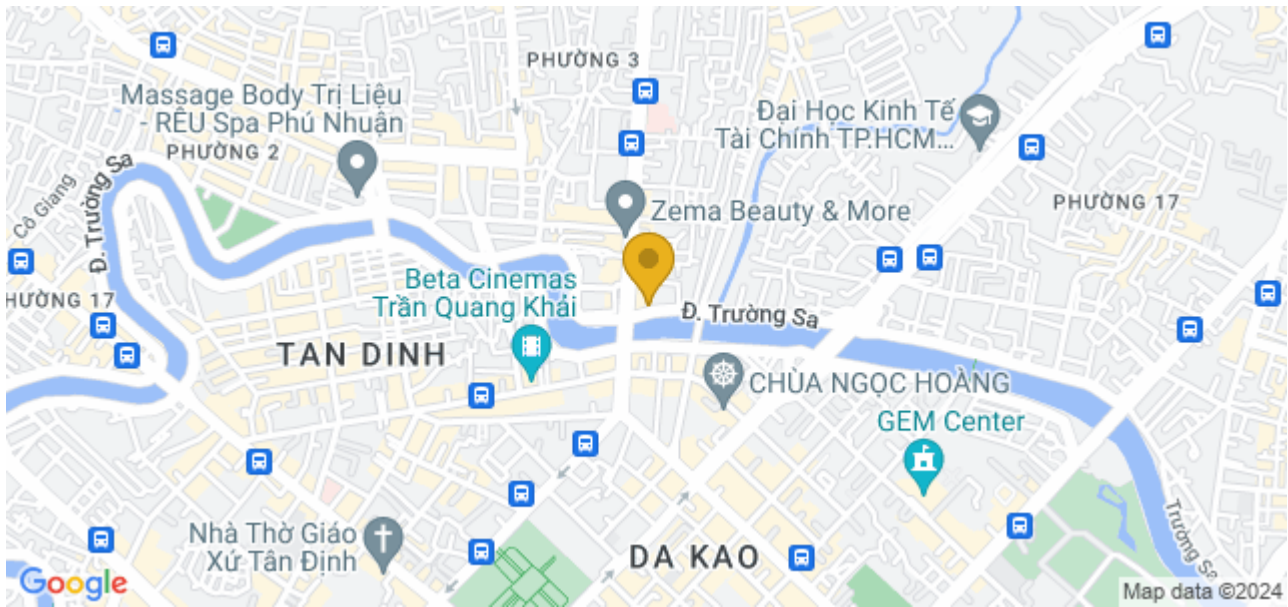 PHƯỜNG 3
Massage Body Trị Liệu
- RÊU Spa Phú Nhuận
Đại Học Kinh Tế
Tài Chính TP.HCM...
PHƯỜNG 2
Đ. Trường Sa
Cô Giang
PHƯỜNG 17
Zema Beauty & More
Beta Cinemas
Trần Quang Khải
HƯỜNG 17
Đ. Trường Sa
TAN DINH
CHÙA NGỌC HOÀNG
GEM Center
Nhà Thờ Giáo
Xứ Tân Định
DA KAO
Trường Sa
Google
Map data ©2024